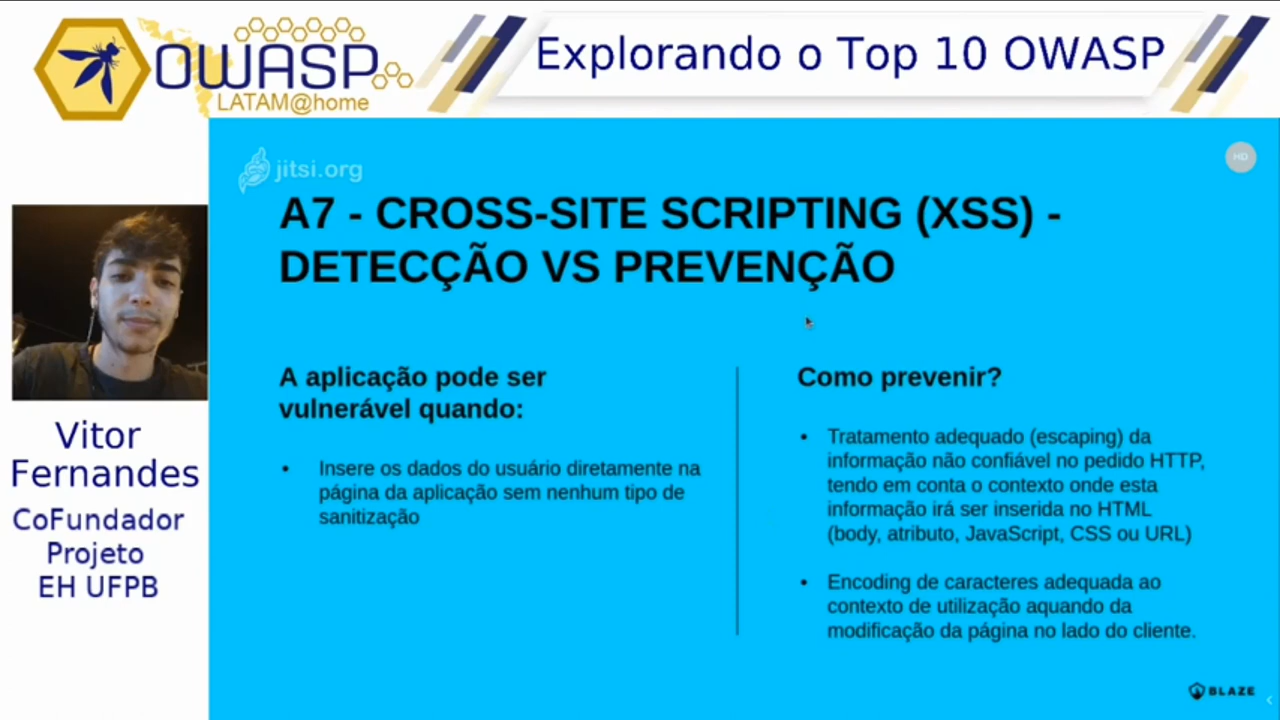 OWASP
LATAM@home
Explorando o Top 10 OWASP
jitsi.org
HD
A7 - CROSS-SITE SCRIPTING (XSS) -
DETECÇÃO VS PREVENÇÃO
A aplicação pode ser
vulnerável quando:
• Insere os dados do usuário diretamente na
página da aplicação sem nenhum tipo de
sanitização
Como prevenir?
• Tratamento adequado (escaping) da
informação não confiável no pedido HTTP,
tendo em conta o contexto onde esta
informação irá ser inserida no HTML
(body, atributo, JavaScript, CSS ou URL)
• Encoding de caracteres adequada ao
contexto de utilização aquando da
modificação da página no lado do cliente.
Vitor
Fernandes
CoFundador
Projeto
EH UFPB
BLAZE